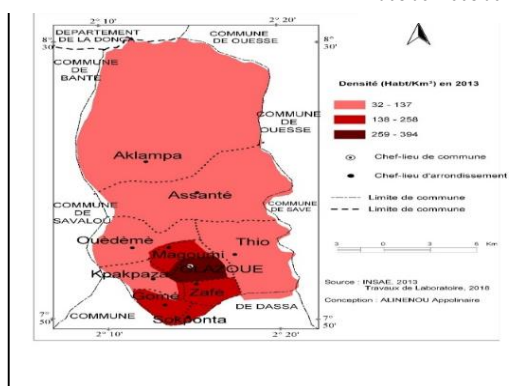 2° 10'
2° 20'
DEPARTEMENT
DE LA DONGA
COMMUNE
DE OUESSE
8°
30'
8°
30'
COMMUNE
DE
BANTE
COMMUNE
DE
OUESSE
Aklampa
Assanté
COMMUNE
DE
SAVALOU
COMMUNE
DE SAVE
Ouèdèmè
Magoumi
Thio
GLAZOUE
Kpakpaza
Zaffé
Gomé
Sokponta
COMMUNE
DE DASSA
7°
50'
7°
50'
2° 10'
2° 20'
Densité (Habt/Km²) en 2013
32 - 137
138 - 258
259 - 394
Chef-lieu de commune
Chef-lieu d'arrondissement
Limite de commune
Limite de commune
6 Km
Source : INSAE, 2013
Travaux de Laboratoire, 2018
Conception : ALINENOU Appolinaire